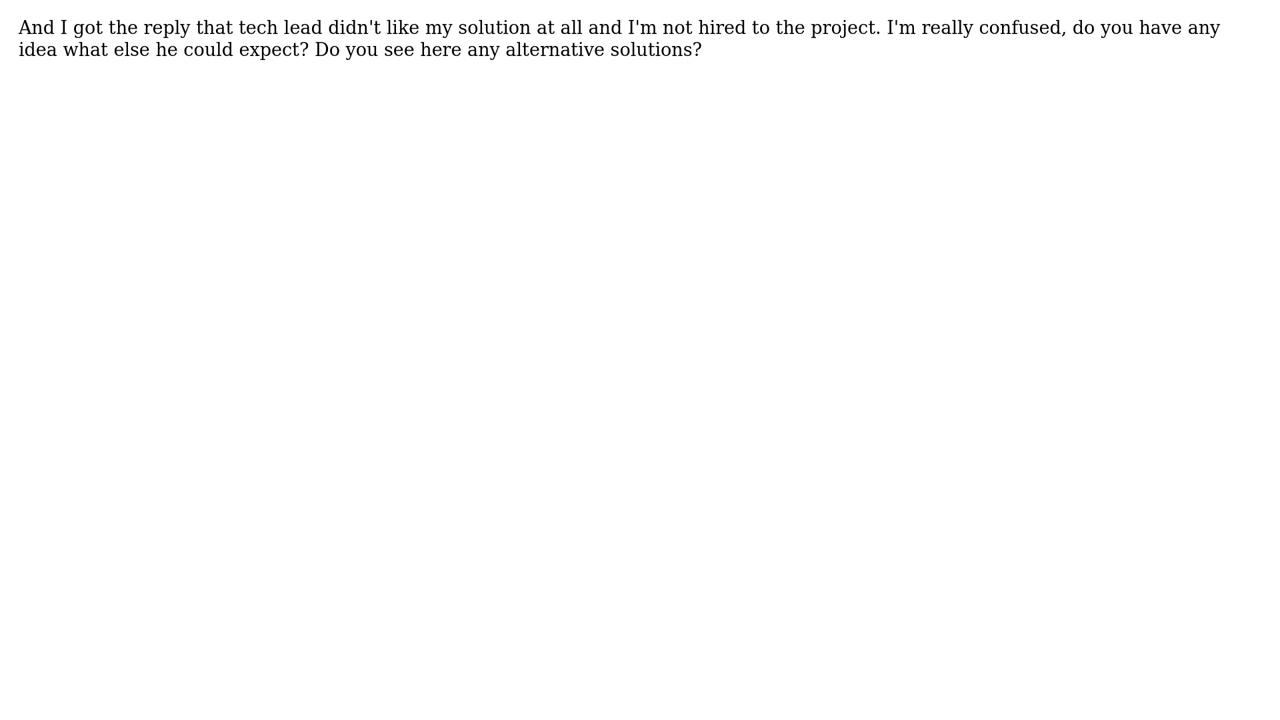 And I got the reply that tech lead didn't like my solution at all and I'm not hired to the project. I'm really confused, do you have any
idea what else he could expect? Do you see here any alternative solutions?